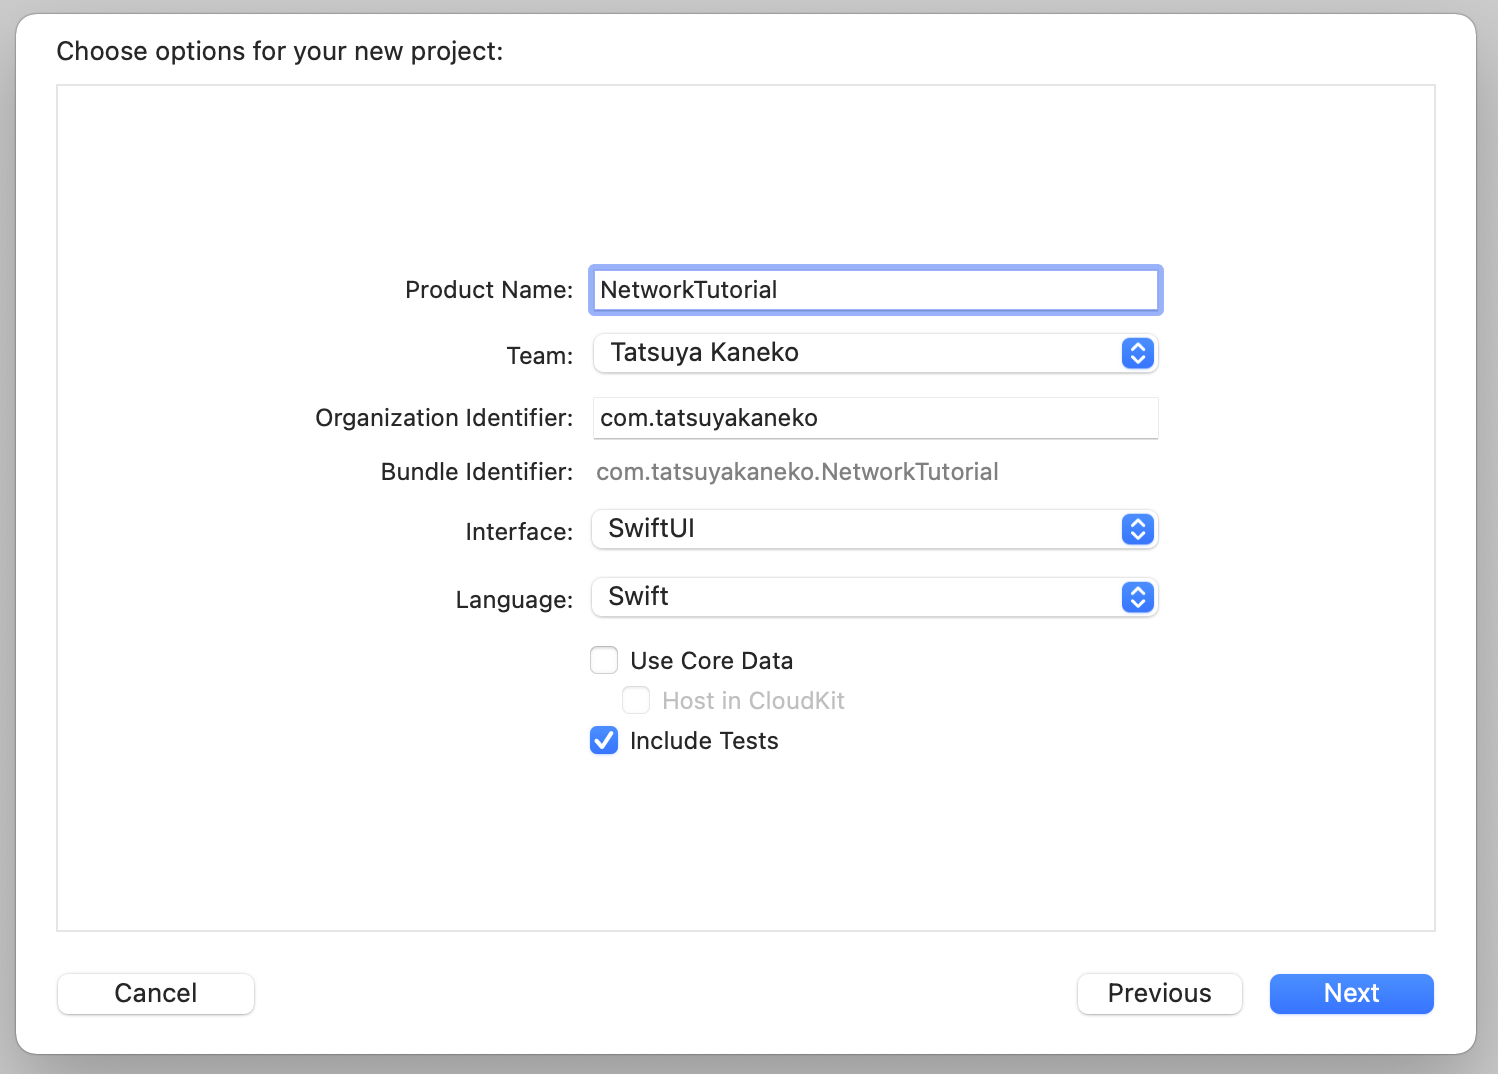 Choose options for your new project:
Product Name: NetworkTutorial
Team: Tatsuya Kaneko
Organization Identifier: com.tatsuyakaneko
Bundle Identifier: com.tatsuyakaneko.NetworkTutorial
Interface: SwiftUI
Language: Swift
Use Core Data
Host in CloudKit
Include Tests
Cancel Previous Next